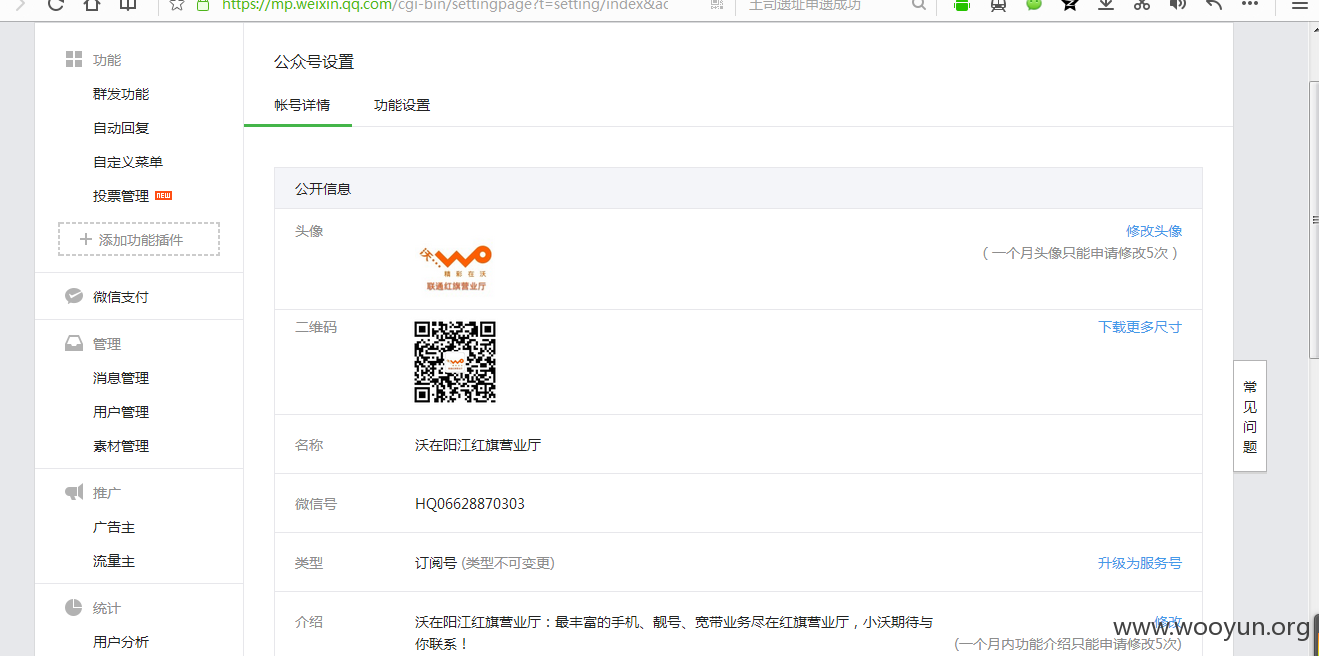 https://mp.weixin.qq.com/cgi-bin/settingpage?t=setting/index&ac
土司遗址申遗成功
功能
群发功能
自动回复
自定义菜单
投票管理 NEW
添加功能插件
微信支付
管理
消息管理
用户管理
素材管理
推广
广告主
流量主
统计
用户分析
公众号设置
帐号详情 功能设置
公开信息
头像
沃...
精彩在沃
联通红旗营业厅
修改头像
(一个月头像只能申请修改5次)
二维码
下载更多尺寸
名称 沃在阳江红旗营业厅
微信号 HQ06628870303
类型 订阅号 (类型不可变更) 升级为服务号
介绍 沃在阳江红旗营业厅：最丰富的手机、靓号、宽带业务尽在红旗营业厅，小沃期待与 修改
你联系！ (一个月内功能介绍只能申请修改5次)
常见问题
www.wooyun.org